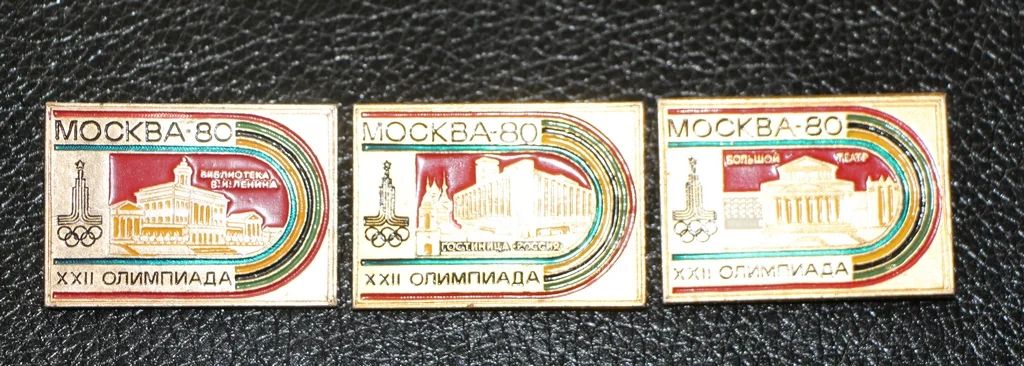 МОСКВА-80
БИБЛИОТЕКА
В.И.ЛЕНИНА
XXII ОЛИМПИАДА
МОСКВА-80
ГОСТИНИЦА «РОССИЯ»
XXII ОЛИМПИАДА
МОСКВА-80
БОЛЬШОЙ ТЕАТР
XXII ОЛИМПИАДА